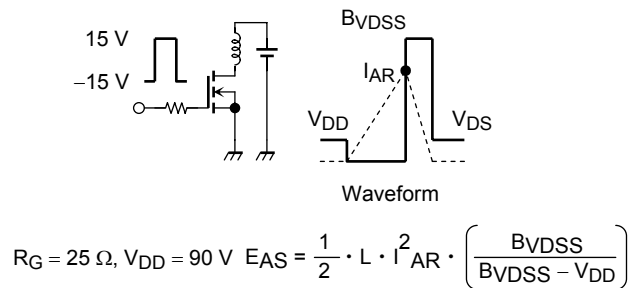 15 V
−15 V
BVDSS
IAR
VDD
VDS
Waveform
RG = 25 Ω, VDD = 90 V EAS = 1/2 · L · I²AR · (BVDSS / (BVDSS − VDD))